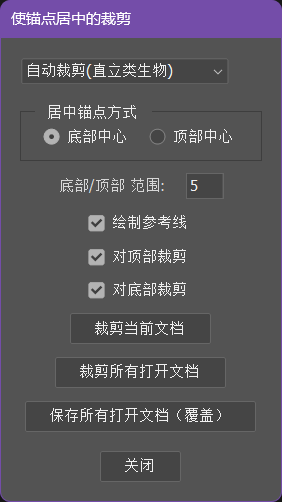 使锚点居中的裁剪
自动裁剪(直立类生物)
居中锚点方式
底部中心 顶部中心
底部/顶部 范围: 5
绘制参考线
对顶部裁剪
对底部裁剪
裁剪当前文档
裁剪所有打开文档
保存所有打开文档（覆盖）
关闭